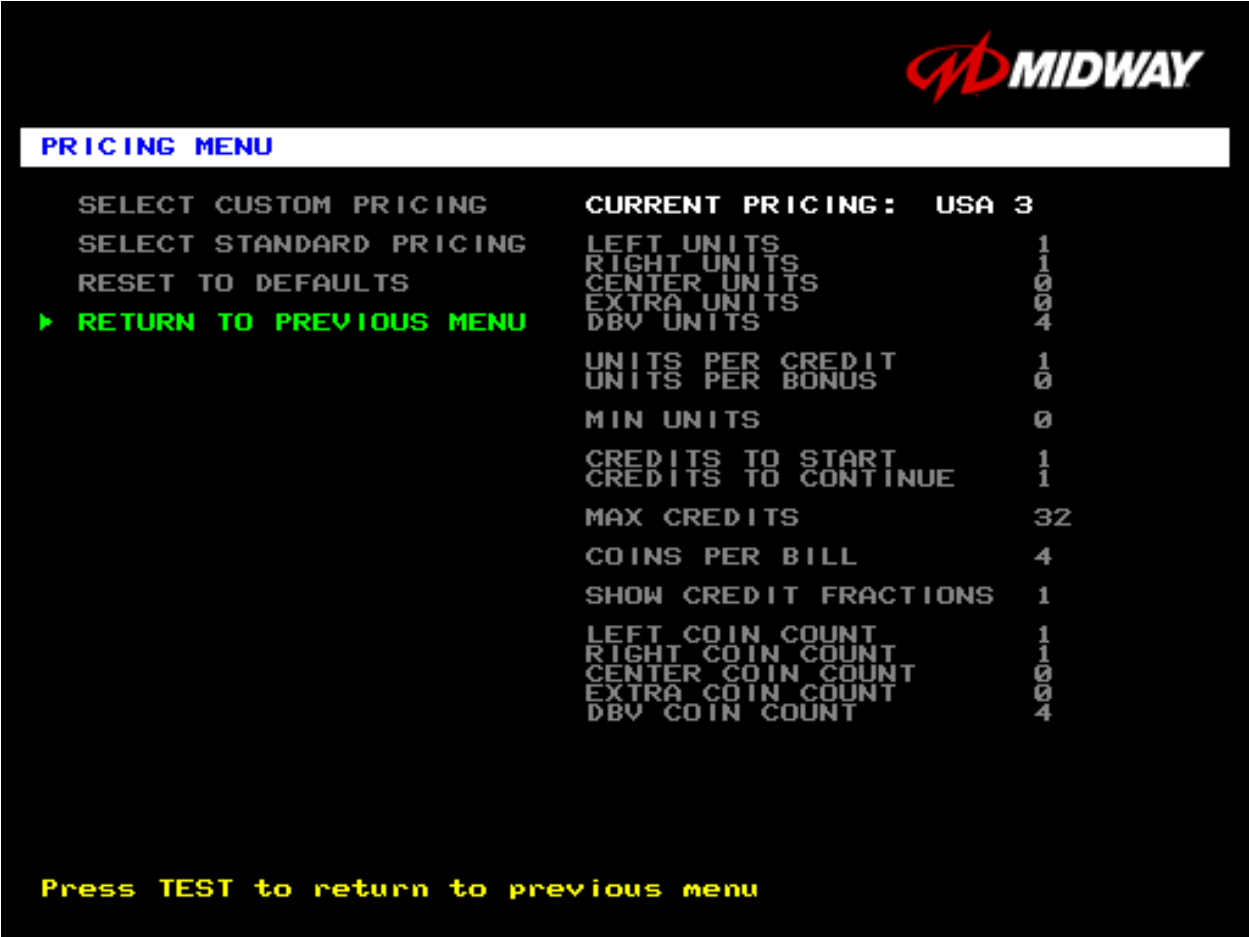 MIDWAY
PRICING MENU
SELECT CUSTOM PRICING
SELECT STANDARD PRICING
RESET TO DEFAULTS
RETURN TO PREVIOUS MENU
CURRENT PRICING: USA 3
LEFT UNITS 1
RIGHT UNITS 1
CENTER UNITS 0
EXTRA UNITS 0
DBV UNITS 4
UNITS PER CREDIT 1
UNITS PER BONUS 0
MIN UNITS 0
CREDITS TO START 1
CREDITS TO CONTINUE 1
MAX CREDITS 32
COINS PER BILL 4
SHOW CREDIT FRACTIONS 1
LEFT COIN COUNT 1
RIGHT COIN COUNT 1
CENTER COIN COUNT 0
EXTRA COIN COUNT 0
DBV COIN COUNT 4
Press TEST to return to previous menu